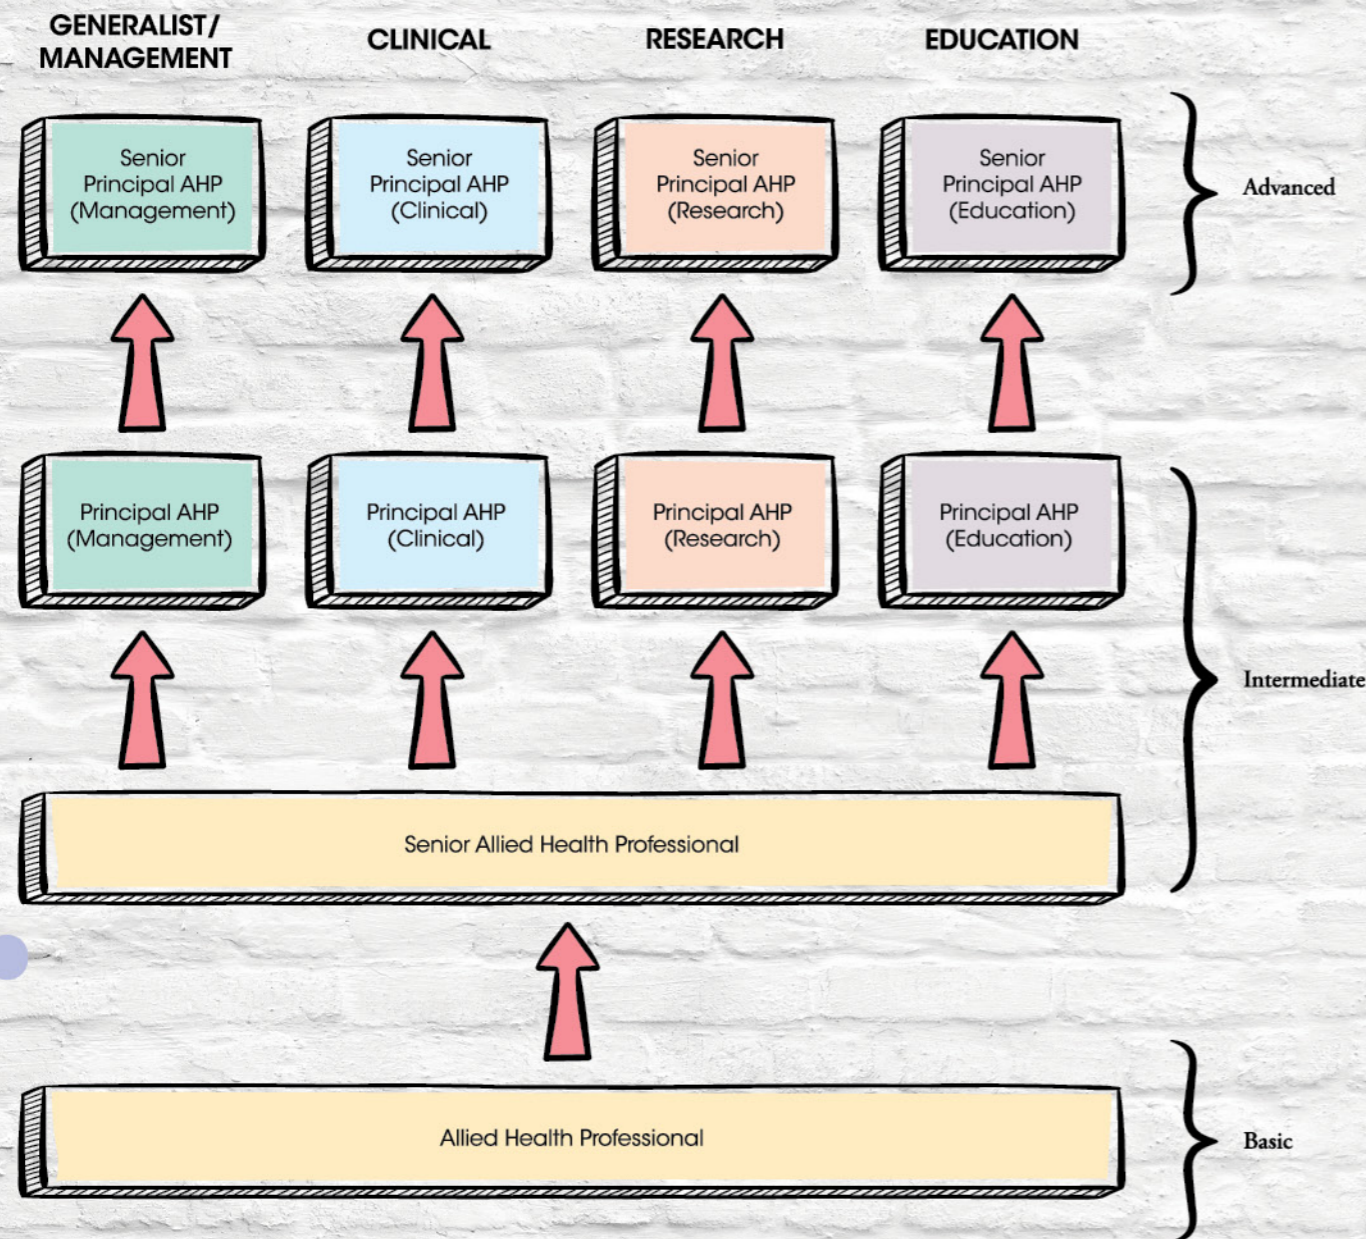 GENERALIST/
MANAGEMENT
CLINICAL
RESEARCH
EDUCATION
Senior
Principal AHP
(Management)
Senior
Principal AHP
(Clinical)
Senior
Principal AHP
(Research)
Senior
Principal AHP
(Education)
Advanced
Principal AHP
(Management)
Principal AHP
(Clinical)
Principal AHP
(Research)
Principal AHP
(Education)
Intermediate
Senior Allied Health Professional
Allied Health Professional
Basic